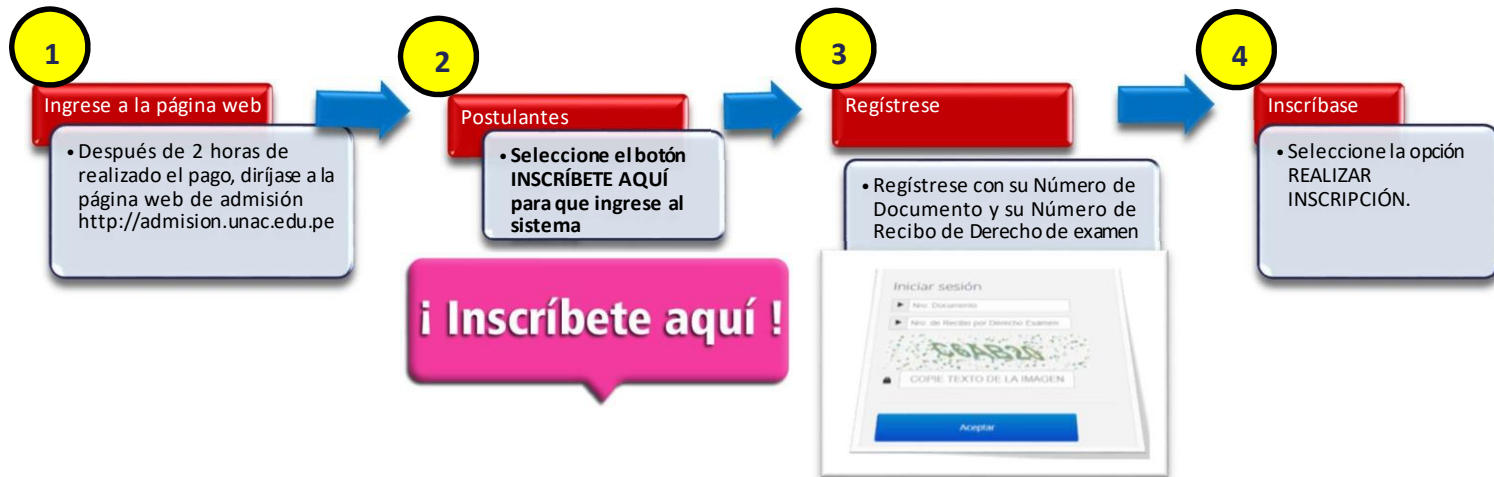 1
Ingrese a la página web
• Después de 2 horas de
realizado el pago, diríjase a la
página web de admisión
http://admision.unac.edu.pe
2
Postulantes
• Seleccione el botón
INSCRÍBETE AQUÍ
para que ingrese al
sistema
¡ Inscríbete aquí !
3
Regístrese
• Regístrese con su Número de
Documento y su Número de
Recibo de Derecho de examen
Iniciar sesión
Nro. Documento
Nro. de Recibo por Derecho Examen
C6AB20
COPIE TEXTO DE LA IMAGEN
Aceptar
4
Inscríbase
• Seleccione la opción
REALIZAR
INSCRIPCIÓN.